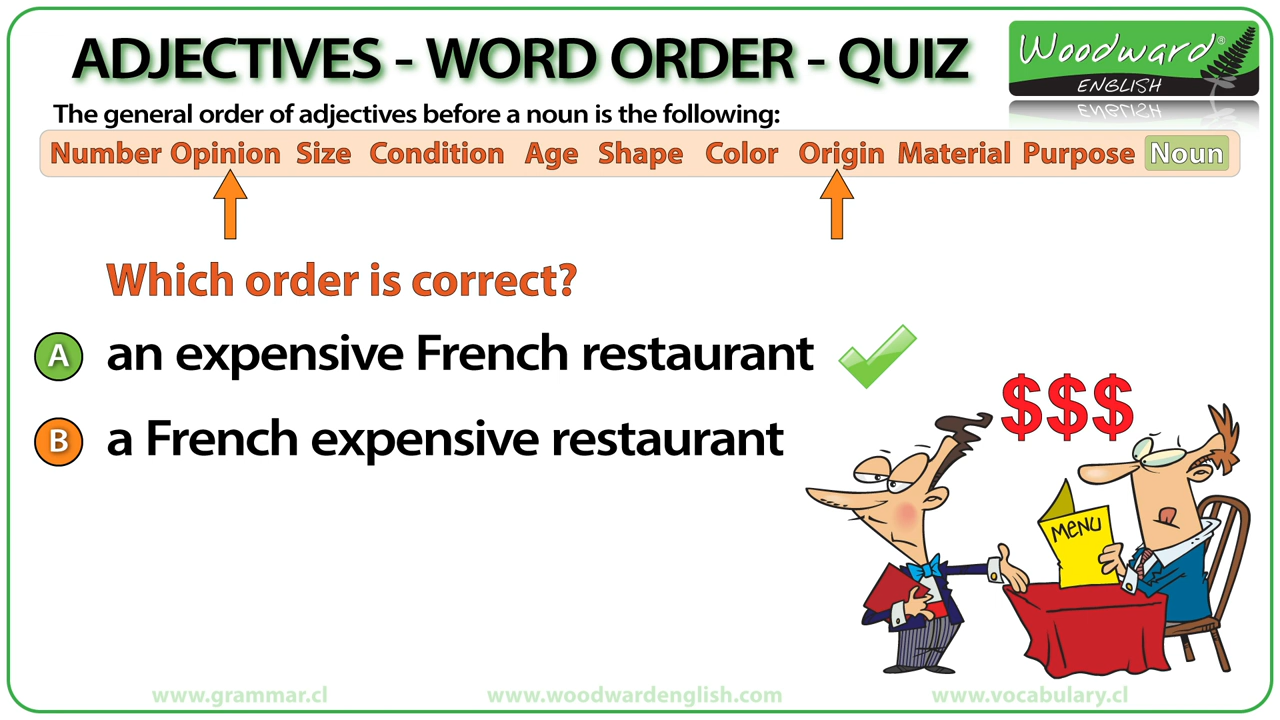 ADJECTIVES - WORD ORDER - QUIZ
Woodward®
ENGLISH
The general order of adjectives before a noun is the following:
Number Opinion Size Condition Age Shape Color Origin Material Purpose Noun
Which order is correct?
A an expensive French restaurant
B a French expensive restaurant
$$$
MENU
www.grammar.cl www.woodwardenglish.com www.vocabulary.cl